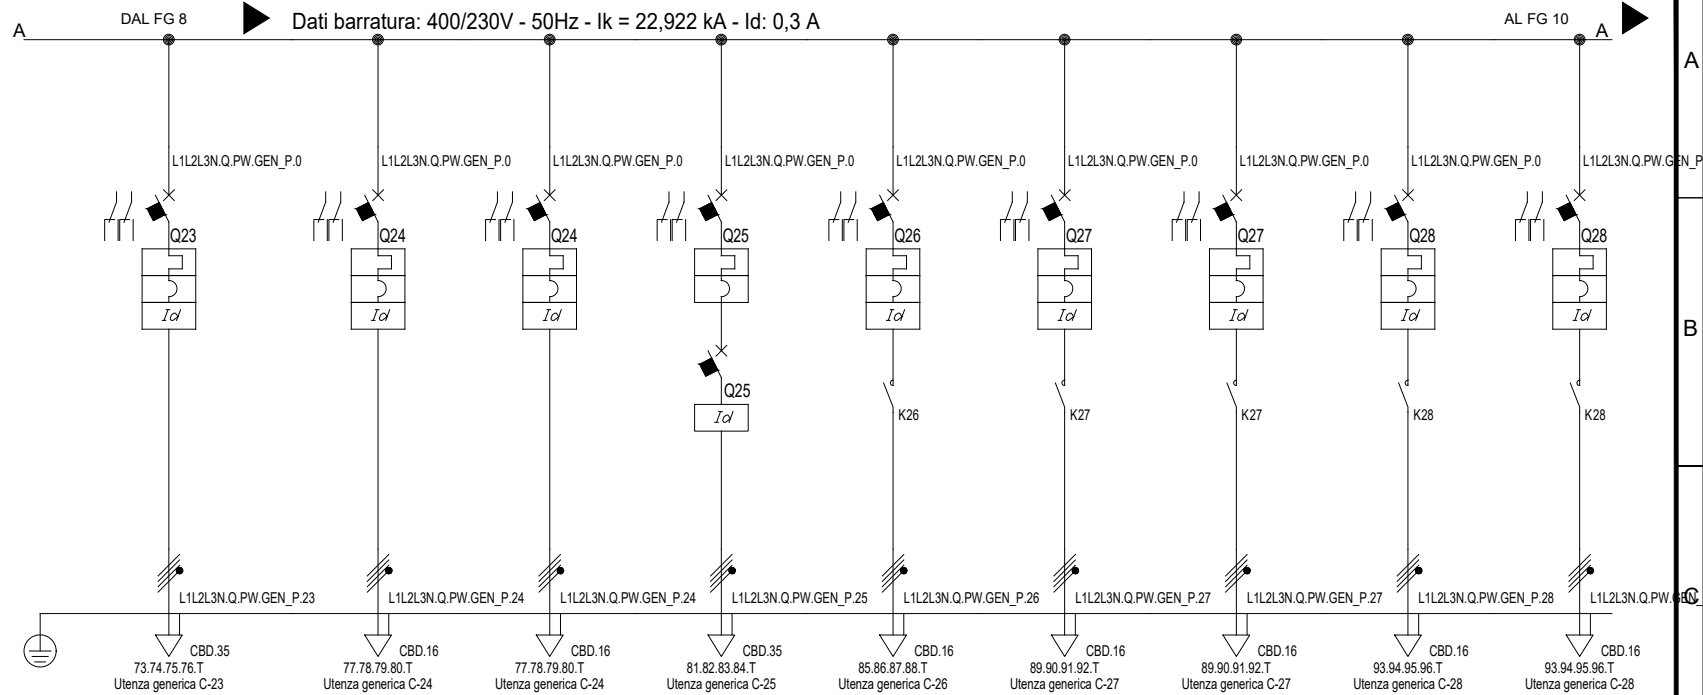 DAL FG 8 Dati barratura: 400/230V - 50Hz - Ik = 22,922 kA - Id: 0,3 A AL FG 10
A A
A
L1L2L3N.Q.PW.GEN_P.0 L1L2L3N.Q.PW.GEN_P.0 L1L2L3N.Q.PW.GEN_P.0 L1L2L3N.Q.PW.GEN_P.0 L1L2L3N.Q.PW.GEN_P.0 L1L2L3N.Q.PW.GEN_P.0 L1L2L3N.Q.PW.GEN_P.0 L1L2L3N.Q.PW.GEN_P.0 L1L2L3N.Q.PW.GEN_P
Q23 Q24 Q24 Q25 Q26 Q27 Q27 Q28 Q28
Id Id Id Id Id Id Id Id
B
Q25
Id
K26 K27 K27 K28 K28
L1L2L3N.Q.PW.GEN_P.23 L1L2L3N.Q.PW.GEN_P.24 L1L2L3N.Q.PW.GEN_P.24 L1L2L3N.Q.PW.GEN_P.25 L1L2L3N.Q.PW.GEN_P.26 L1L2L3N.Q.PW.GEN_P.27 L1L2L3N.Q.PW.GEN_P.27 L1L2L3N.Q.PW.GEN_P.28 L1L2L3N.Q.PW.GEN_
C
CBD.35 CBD.16 CBD.16 CBD.35 CBD.16 CBD.16 CBD.16 CBD.16 CBD.16
73.74.75.76.T 77.78.79.80.T 77.78.79.80.T 81.82.83.84.T 85.86.87.88.T 89.90.91.92.T 89.90.91.92.T 93.94.95.96.T 93.94.95.96.T
Utenza generica C-23 Utenza generica C-24 Utenza generica C-24 Utenza generica C-25 Utenza generica C-26 Utenza generica C-27 Utenza generica C-27 Utenza generica C-28 Utenza generica C-28